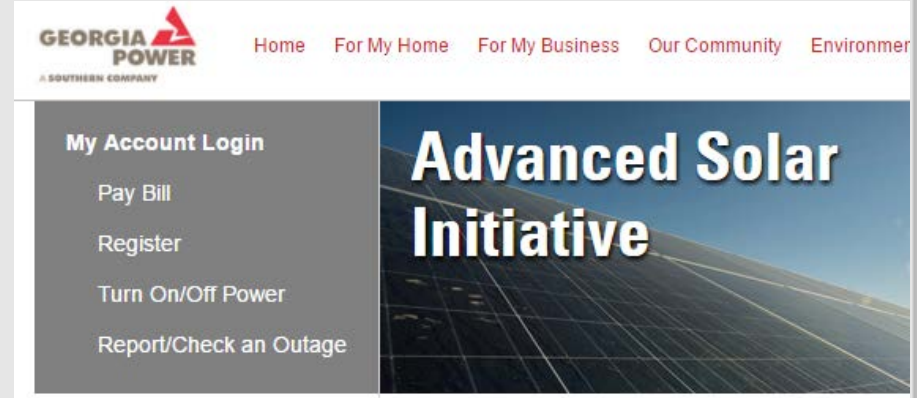 GEORGIA
POWER
A SOUTHERN COMPANY
Home For My Home For My Business Our Community Environmen
My Account Login
Pay Bill
Register
Turn On/Off Power
Report/Check an Outage
Advanced Solar
Initiative